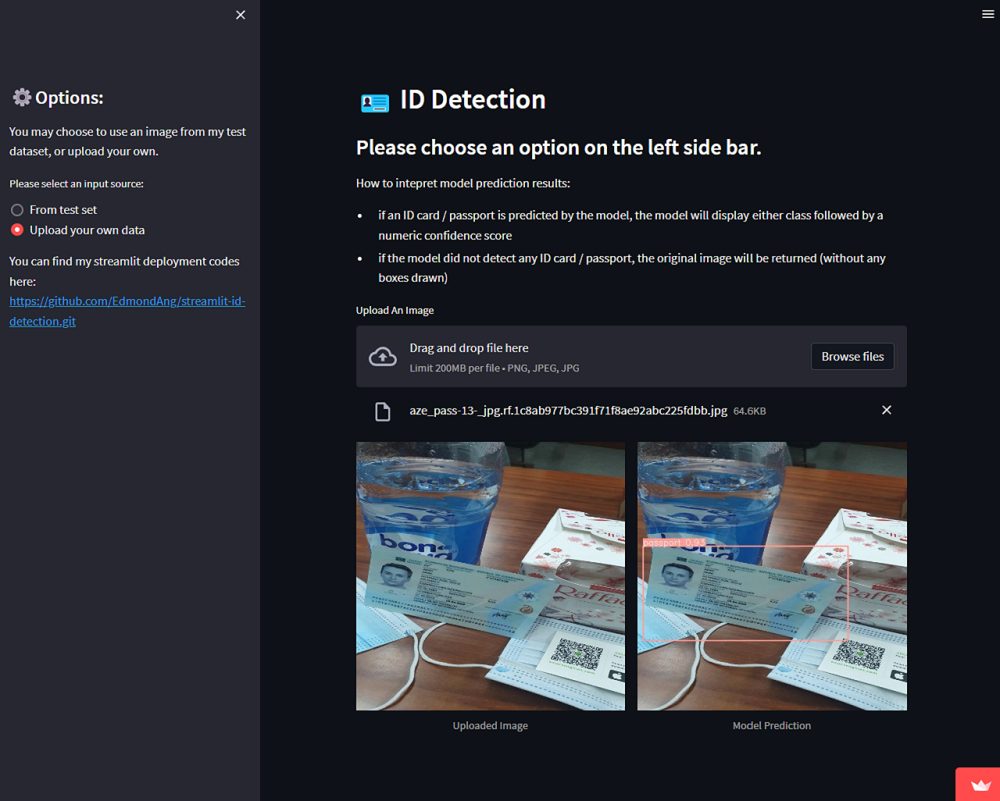 Options:
You may choose to use an image from my test
dataset, or upload your own.
Please select an input source:
From test set
Upload your own data
You can find my streamlit deployment codes
here:
https://github.com/EdmondAng/streamlit-id-
detection.git
ID Detection
Please choose an option on the left side bar.
How to intepret model prediction results:
if an ID card / passport is predicted by the model, the model will display either class followed by a
numeric confidence score
if the model did not detect any ID card / passport, the original image will be returned (without any
boxes drawn)
Upload An Image
Drag and drop file here
Limit 200MB per file • PNG, JPEG, JPG
Browse files
aze_pass-13-_jpg.rf.1c8ab977bc391f71f8ae92abc225fdbb.jpg 64.6KB
bon
Raffae
passport 0.93
bon
Raffa
Uploaded Image
Model Prediction